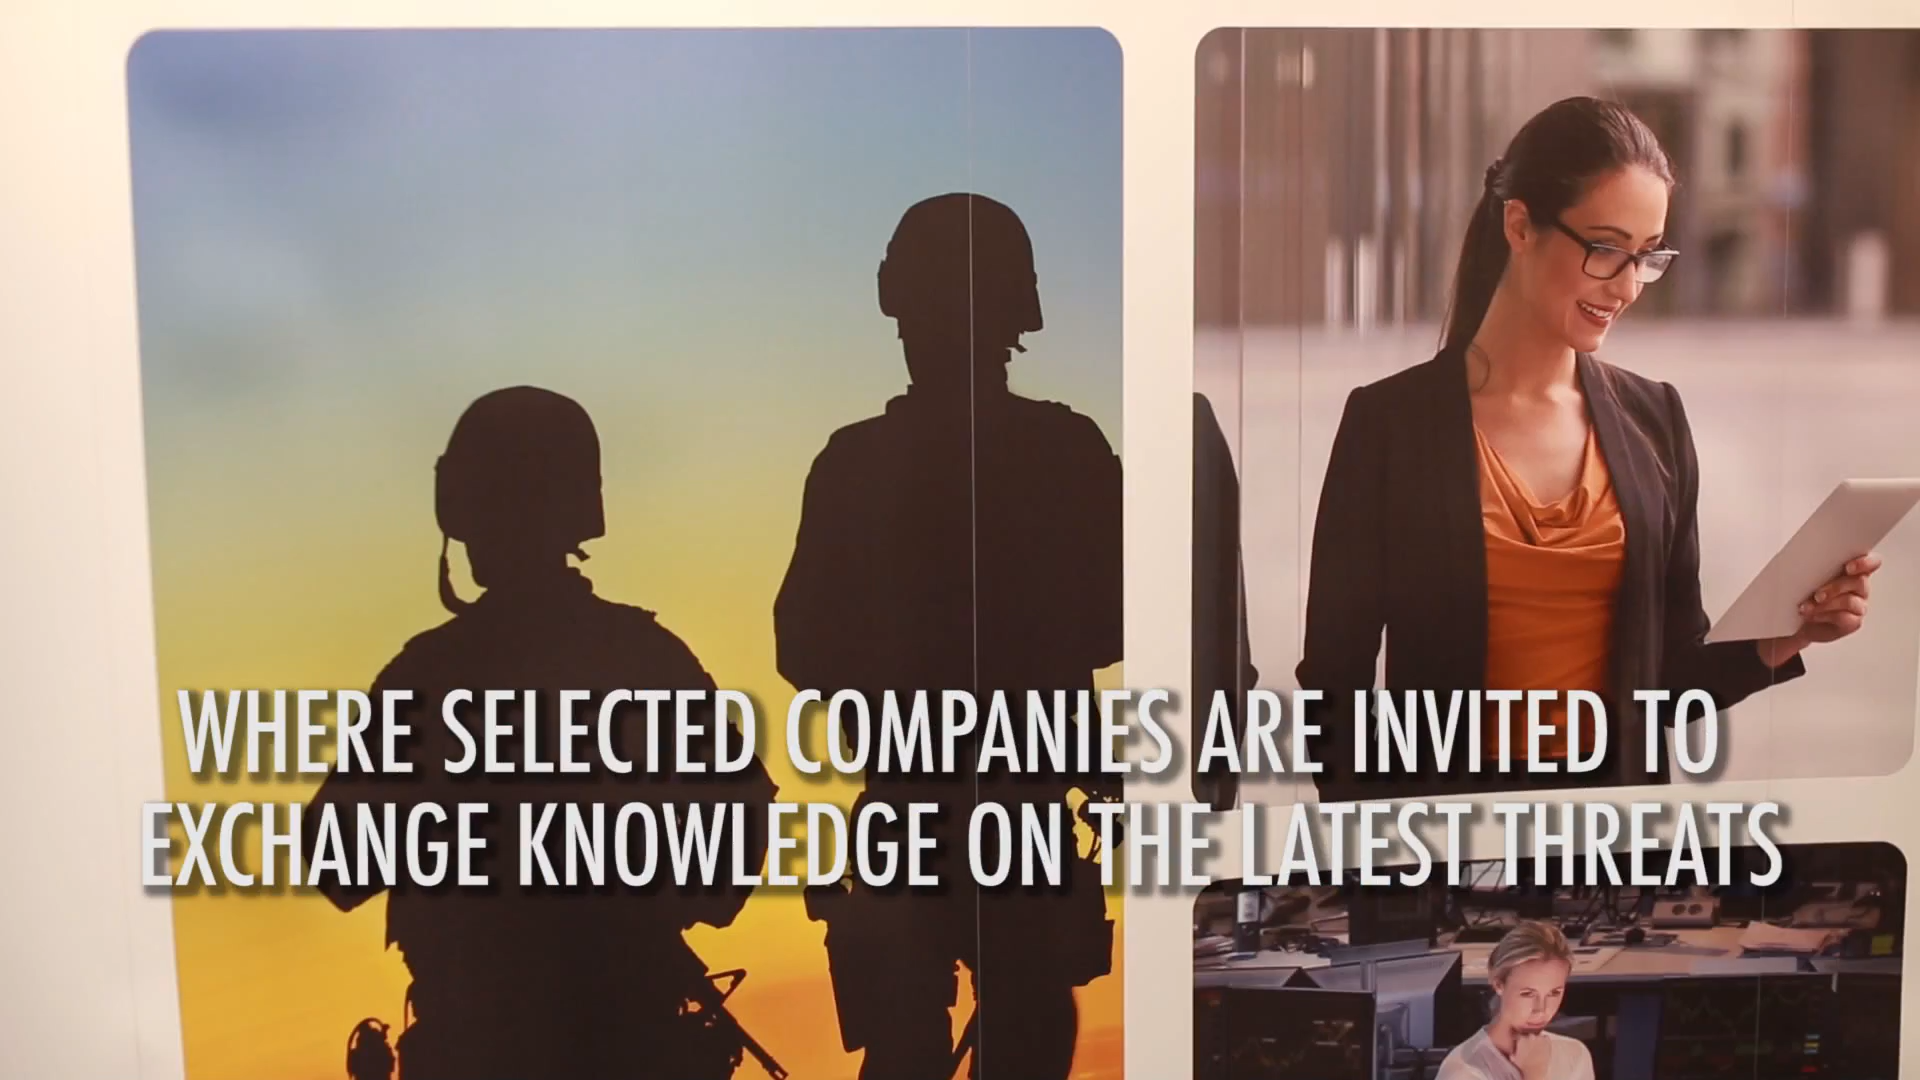 WHERE SELECTED COMPANIES ARE INVITED TO
EXCHANGE KNOWLEDGE ON THE LATEST THREATS